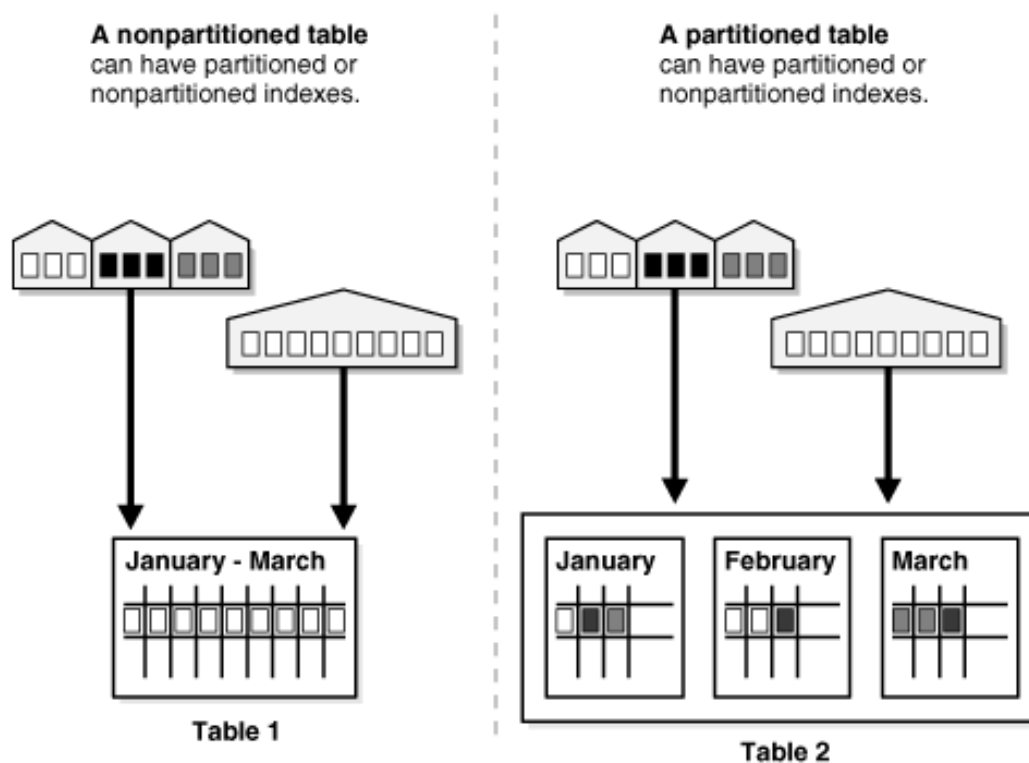 A nonpartitioned table
can have partitioned or
nonpartitioned indexes.
A partitioned table
can have partitioned or
nonpartitioned indexes.
January - March
Table 1
January
February
March
Table 2